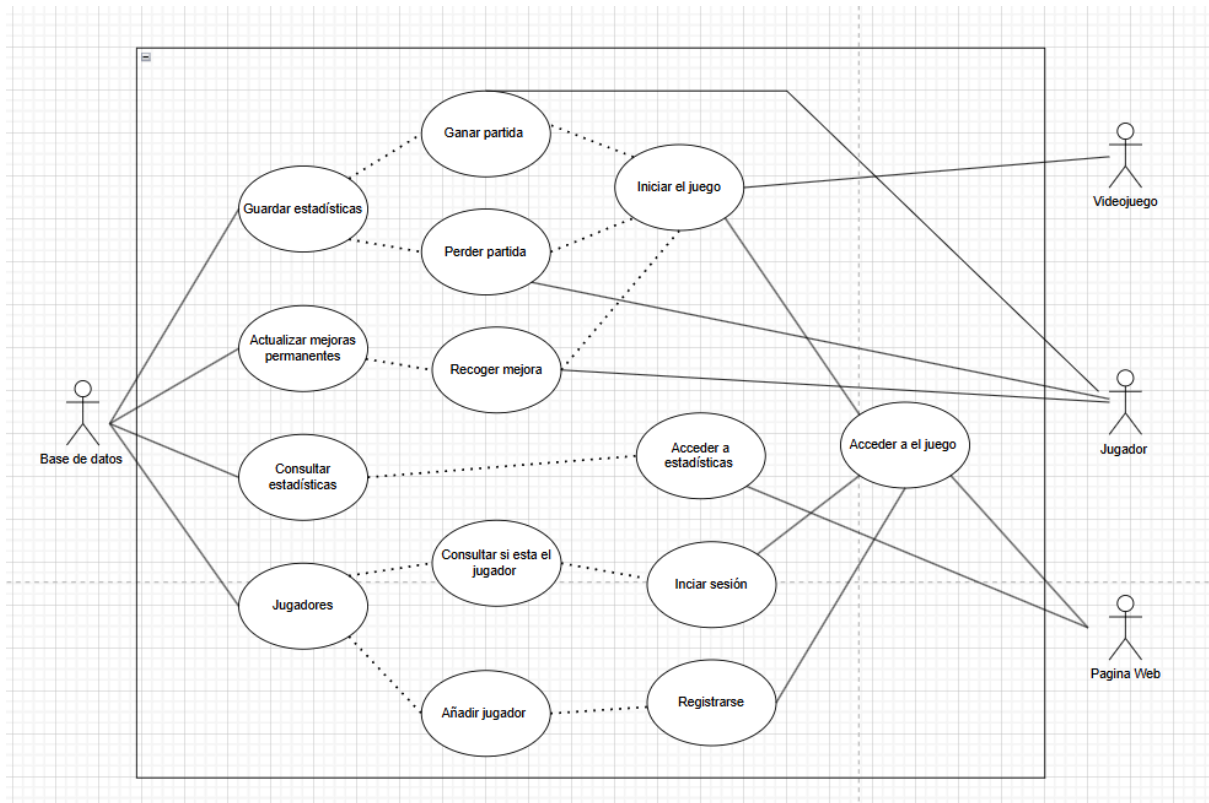 Ganar partida
Iniciar el juego
Videojuego
Guardar estadísticas
Perder partida
Actualizar mejoras
permanentes
Recoger mejora
Base de datos
Jugador
Acceder a
estadísticas
Acceder a el juego
Consultar
estadísticas
Consultar si esta el
jugador
Inciar sesión
Jugadores
Pagina Web
Añadir jugador
Registrarse